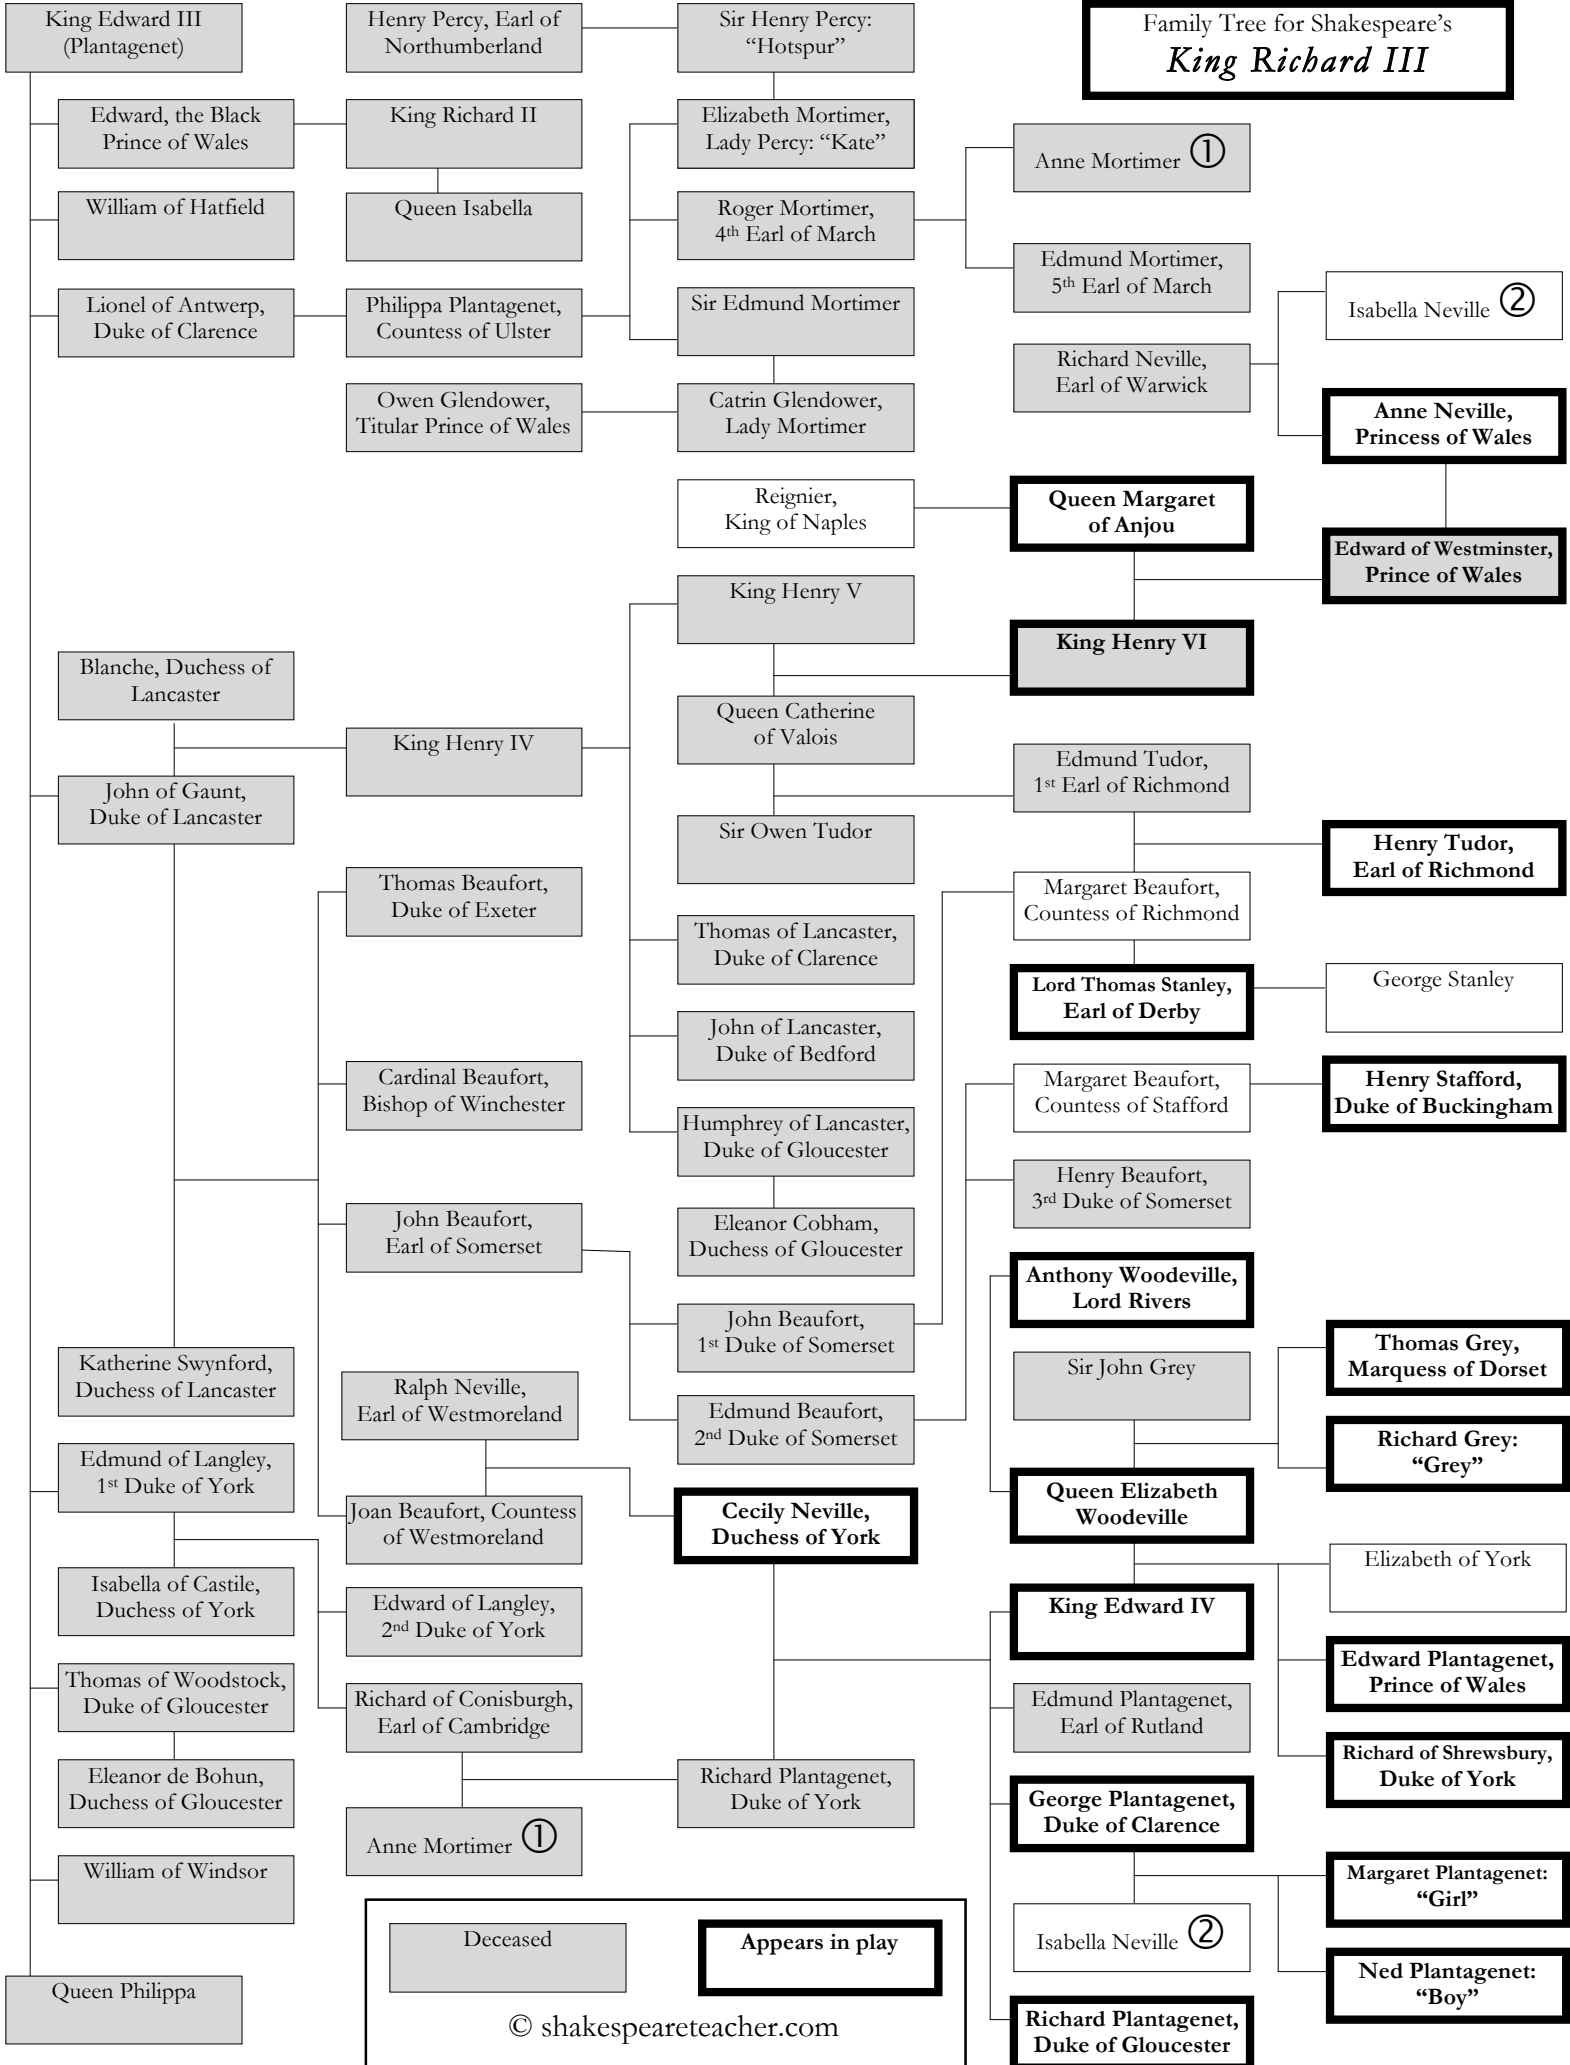 King Edward III
(Plantagenet)
Henry Percy, Earl of
Northumberland
Sir Henry Percy:
“Hotspur”
Family Tree for Shakespeare’s
King Richard III
Edward, the Black
Prince of Wales
King Richard II
Elizabeth Mortimer,
Lady Percy: “Kate”
Anne Mortimer ①
William of Hatfield
Queen Isabella
Roger Mortimer,
4th Earl of March
Edmund Mortimer,
5th Earl of March
Lionel of Antwerp,
Duke of Clarence
Philippa Plantagenet,
Countess of Ulster
Sir Edmund Mortimer
Isabella Neville ②
Richard Neville,
Earl of Warwick
Owen Glendower,
Titular Prince of Wales
Catrin Glendower,
Lady Mortimer
Anne Neville,
Princess of Wales
Reignier,
King of Naples
Queen Margaret
of Anjou
Edward of Westminster,
Prince of Wales
King Henry V
King Henry VI
Blanche, Duchess of
Lancaster
Queen Catherine
of Valois
King Henry IV
Edmund Tudor,
1st Earl of Richmond
John of Gaunt,
Duke of Lancaster
Sir Owen Tudor
Henry Tudor,
Earl of Richmond
Thomas Beaufort,
Duke of Exeter
Margaret Beaufort,
Countess of Richmond
Thomas of Lancaster,
Duke of Clarence
Lord Thomas Stanley,
Earl of Derby
George Stanley
John of Lancaster,
Duke of Bedford
Cardinal Beaufort,
Bishop of Winchester
Margaret Beaufort,
Countess of Stafford
Henry Stafford,
Duke of Buckingham
Humphrey of Lancaster,
Duke of Gloucester
Henry Beaufort,
3rd Duke of Somerset
John Beaufort,
Earl of Somerset
Eleanor Cobham,
Duchess of Gloucester
Anthony Woodeville,
Lord Rivers
John Beaufort,
1st Duke of Somerset
Thomas Grey,
Marquess of Dorset
Katherine Swynford,
Duchess of Lancaster
Sir John Grey
Ralph Neville,
Earl of Westmoreland
Edmund Beaufort,
2nd Duke of Somerset
Richard Grey:
“Grey”
Edmund of Langley,
1st Duke of York
Queen Elizabeth
Woodeville
Joan Beaufort, Countess
of Westmoreland
Cecily Neville,
Duchess of York
Elizabeth of York
Isabella of Castile,
Duchess of York
Edward of Langley,
2nd Duke of York
King Edward IV
Edward Plantagenet,
Prince of Wales
Thomas of Woodstock,
Duke of Gloucester
Richard of Conisburgh,
Earl of Cambridge
Edmund Plantagenet,
Earl of Rutland
Richard of Shrewsbury,
Duke of York
Eleanor de Bohun,
Duchess of Gloucester
Richard Plantagenet,
Duke of York
George Plantagenet,
Duke of Clarence
Anne Mortimer ①
William of Windsor
Margaret Plantagenet:
“Girl”
Isabella Neville ②
Ned Plantagenet:
“Boy”
Queen Philippa
Richard Plantagenet,
Duke of Gloucester
Deceased
Appears in play
© shakespeareteacher.com